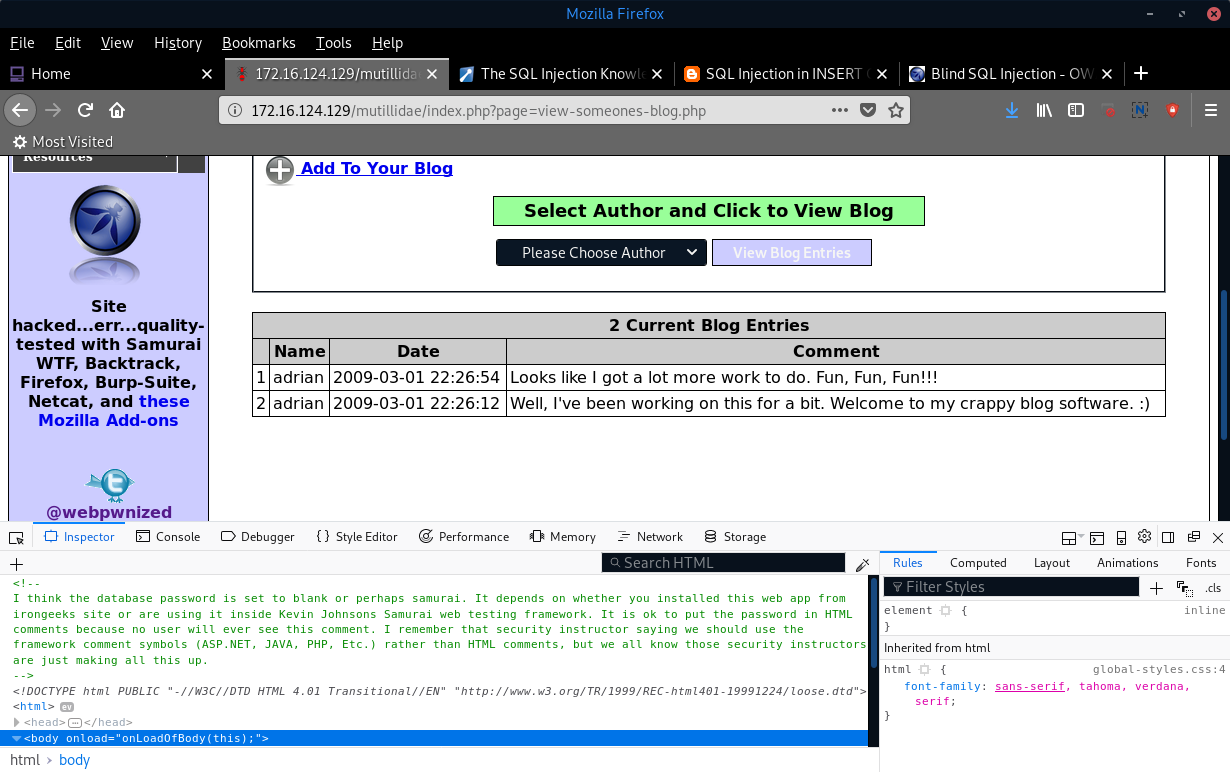 Mozilla Firefox
File Edit View History Bookmarks Tools Help
Home
172.16.124.129/mutillidae
The SQL Injection Knowl
SQL Injection in INSERT
Blind SQL Injection - OW
172.16.124.129/mutillidae/index.php?page=view-someones-blog.php
Most Visited
Resources
Site
hacked...err...quality-
tested with Samurai
WTF, Backtrack,
Firefox, Burp-Suite,
Netcat, and these
Mozilla Add-ons
@webpwnized
Add To Your Blog
Select Author and Click to View Blog
Please Choose Author View Blog Entries
2 Current Blog Entries
Name Date Comment
1 adrian 2009-03-01 22:26:54 Looks like I got a lot more work to do. Fun, Fun, Fun!!!
2 adrian 2009-03-01 22:26:12 Well, I've been working on this for a bit. Welcome to my crappy blog software. :)
Inspector Console Debugger {} Style Editor Performance Memory Network Storage
Search HTML
<!--
I think the database password is set to blank or perhaps samurai. It depends on whether you installed this web app from
irongeeks site or are using it inside Kevin Johnsons Samurai web testing framework. It is ok to put the password in HTML
comments because no user will ever see this comment. I remember that security instructor saying we should use the
framework comment symbols (ASP.NET, JAVA, PHP, Etc.) rather than HTML comments, but we all know those security instructors
are just making all this up.
-->
<!DOCTYPE html PUBLIC "-//W3C//DTD HTML 4.01 Transitional//EN" "http://www.w3.org/TR/1999/REC-html401-19991224/loose.dtd">
<html> ev
<head>…</head>
<body onload="onLoadOfBody(this);">
html › body
Rules Computed Layout Animations Fonts
Filter Styles + .cls
element { inline
}
Inherited from html
html { global-styles.css:4
font-family: sans-serif, tahoma, verdana,
serif;
}